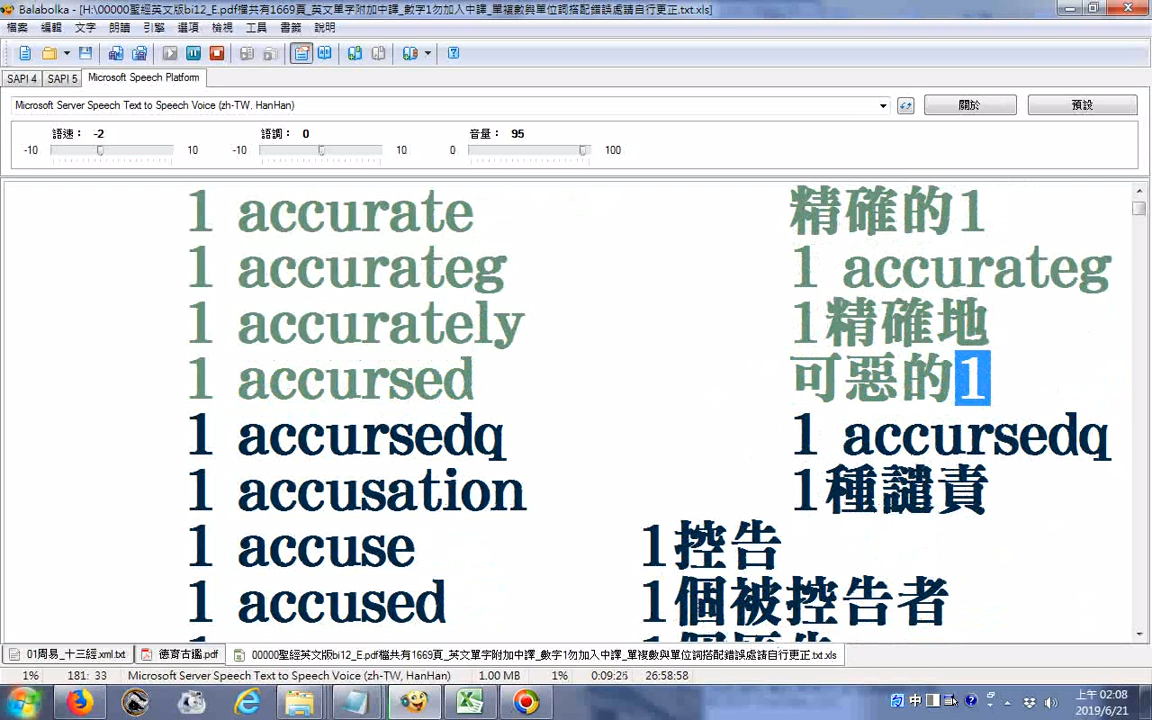 Balabolka - [H:\00000聖經英文版bi12_E.pdf檔共有1669頁_英文單字附加中譯_數字1勿加入中譯_單複數與單位詞搭配錯誤處請自行更正.txt.xls]
檔案 編輯 文字 朗讀 引擎 選項 檢視 工具 書籤 說明
SAPI 4 SAPI 5 Microsoft Speech Platform
Microsoft Server Speech Text to Speech Voice (zh-TW, HanHan) 關於 預設
語速： -2 語調： 0 音量： 95
-10 10 -10 10 0 100
1 accurate 精確的1
1 accurateg 1 accurateg
1 accurately 1精確地
1 accursed 可惡的1
1 accursedq 1 accursedq
1 accusation 1種譴責
1 accuse 1控告
1 accused 1個被控告者
01周易_十三經.xml.txt 德育古鑑.pdf 00000聖經英文版bi12_E.pdf檔共有1669頁_英文單字附加中譯_數字1勿加入中譯_單複數與單位詞搭配錯誤處請自行更正.txt.xls
1% 181: 33 Microsoft Server Speech Text to Speech Voice (zh-TW, HanHan) 1.00 MB 1% 0:09:25 26:58:58
中 上午 02:08
2019/6/21